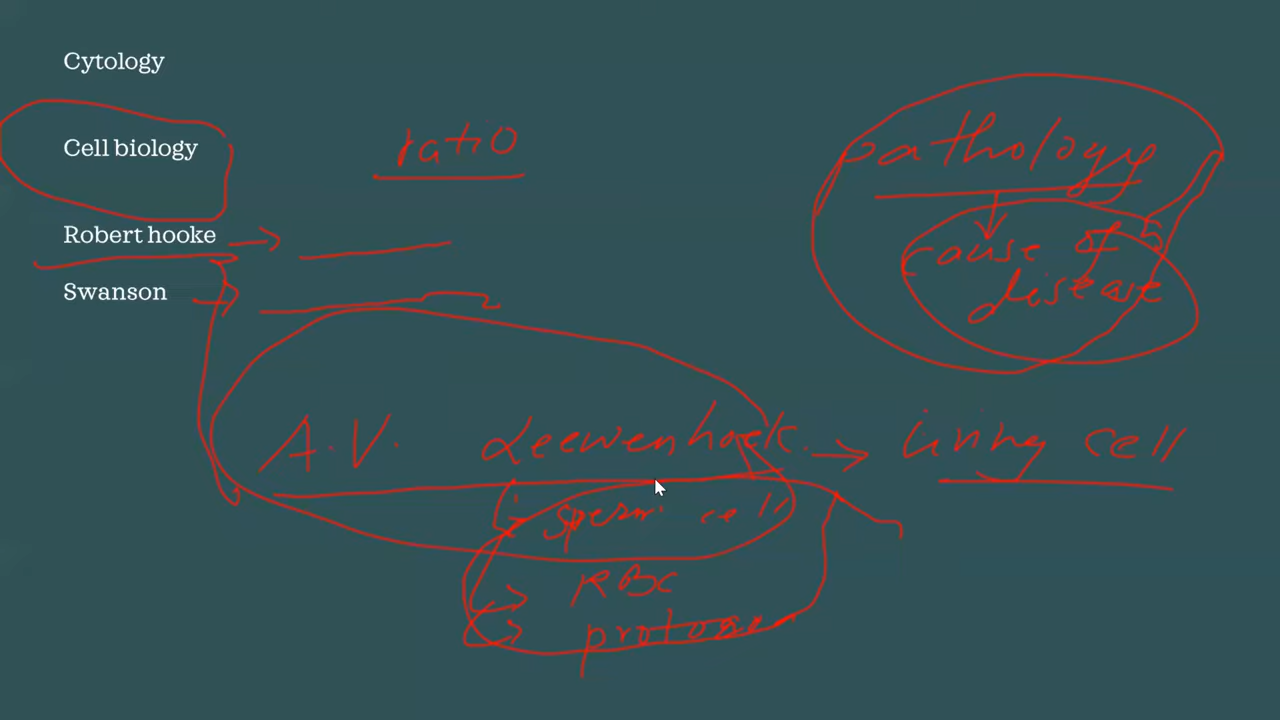 Cytology
Cell biology
ratio
pathology
Robert hooke
cause of
disease
Swanson
A.V. Leewenhoek living cell
sperm cell
RBC
protozoa